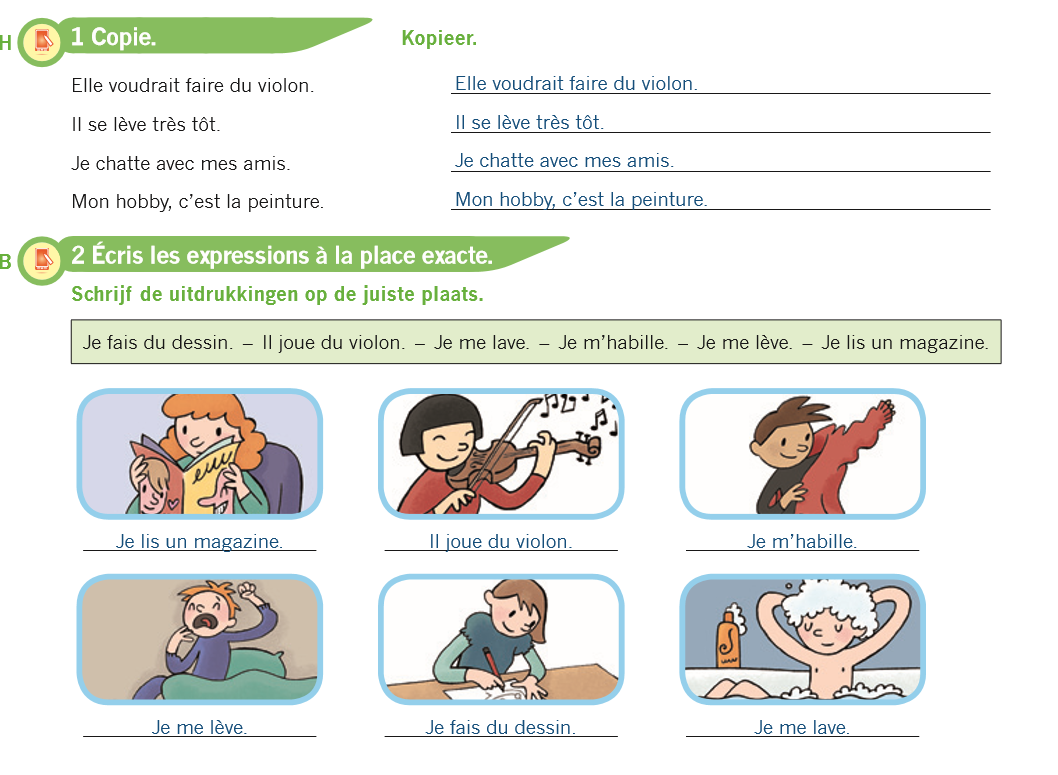 H
1 Copie.
Kopieer.
Elle voudrait faire du violon.
Elle voudrait faire du violon.
Il se lève très tôt.
Il se lève très tôt.
Je chatte avec mes amis.
Je chatte avec mes amis.
Mon hobby, c’est la peinture.
Mon hobby, c’est la peinture.
B
2 Écris les expressions à la place exacte.
Schrijf de uitdrukkingen op de juiste plaats.
Je fais du dessin. – Il joue du violon. – Je me lave. – Je m’habille. – Je me lève. – Je lis un magazine.
Je lis un magazine.
Il joue du violon.
Je m’habille.
Je me lève.
Je fais du dessin.
Je me lave.